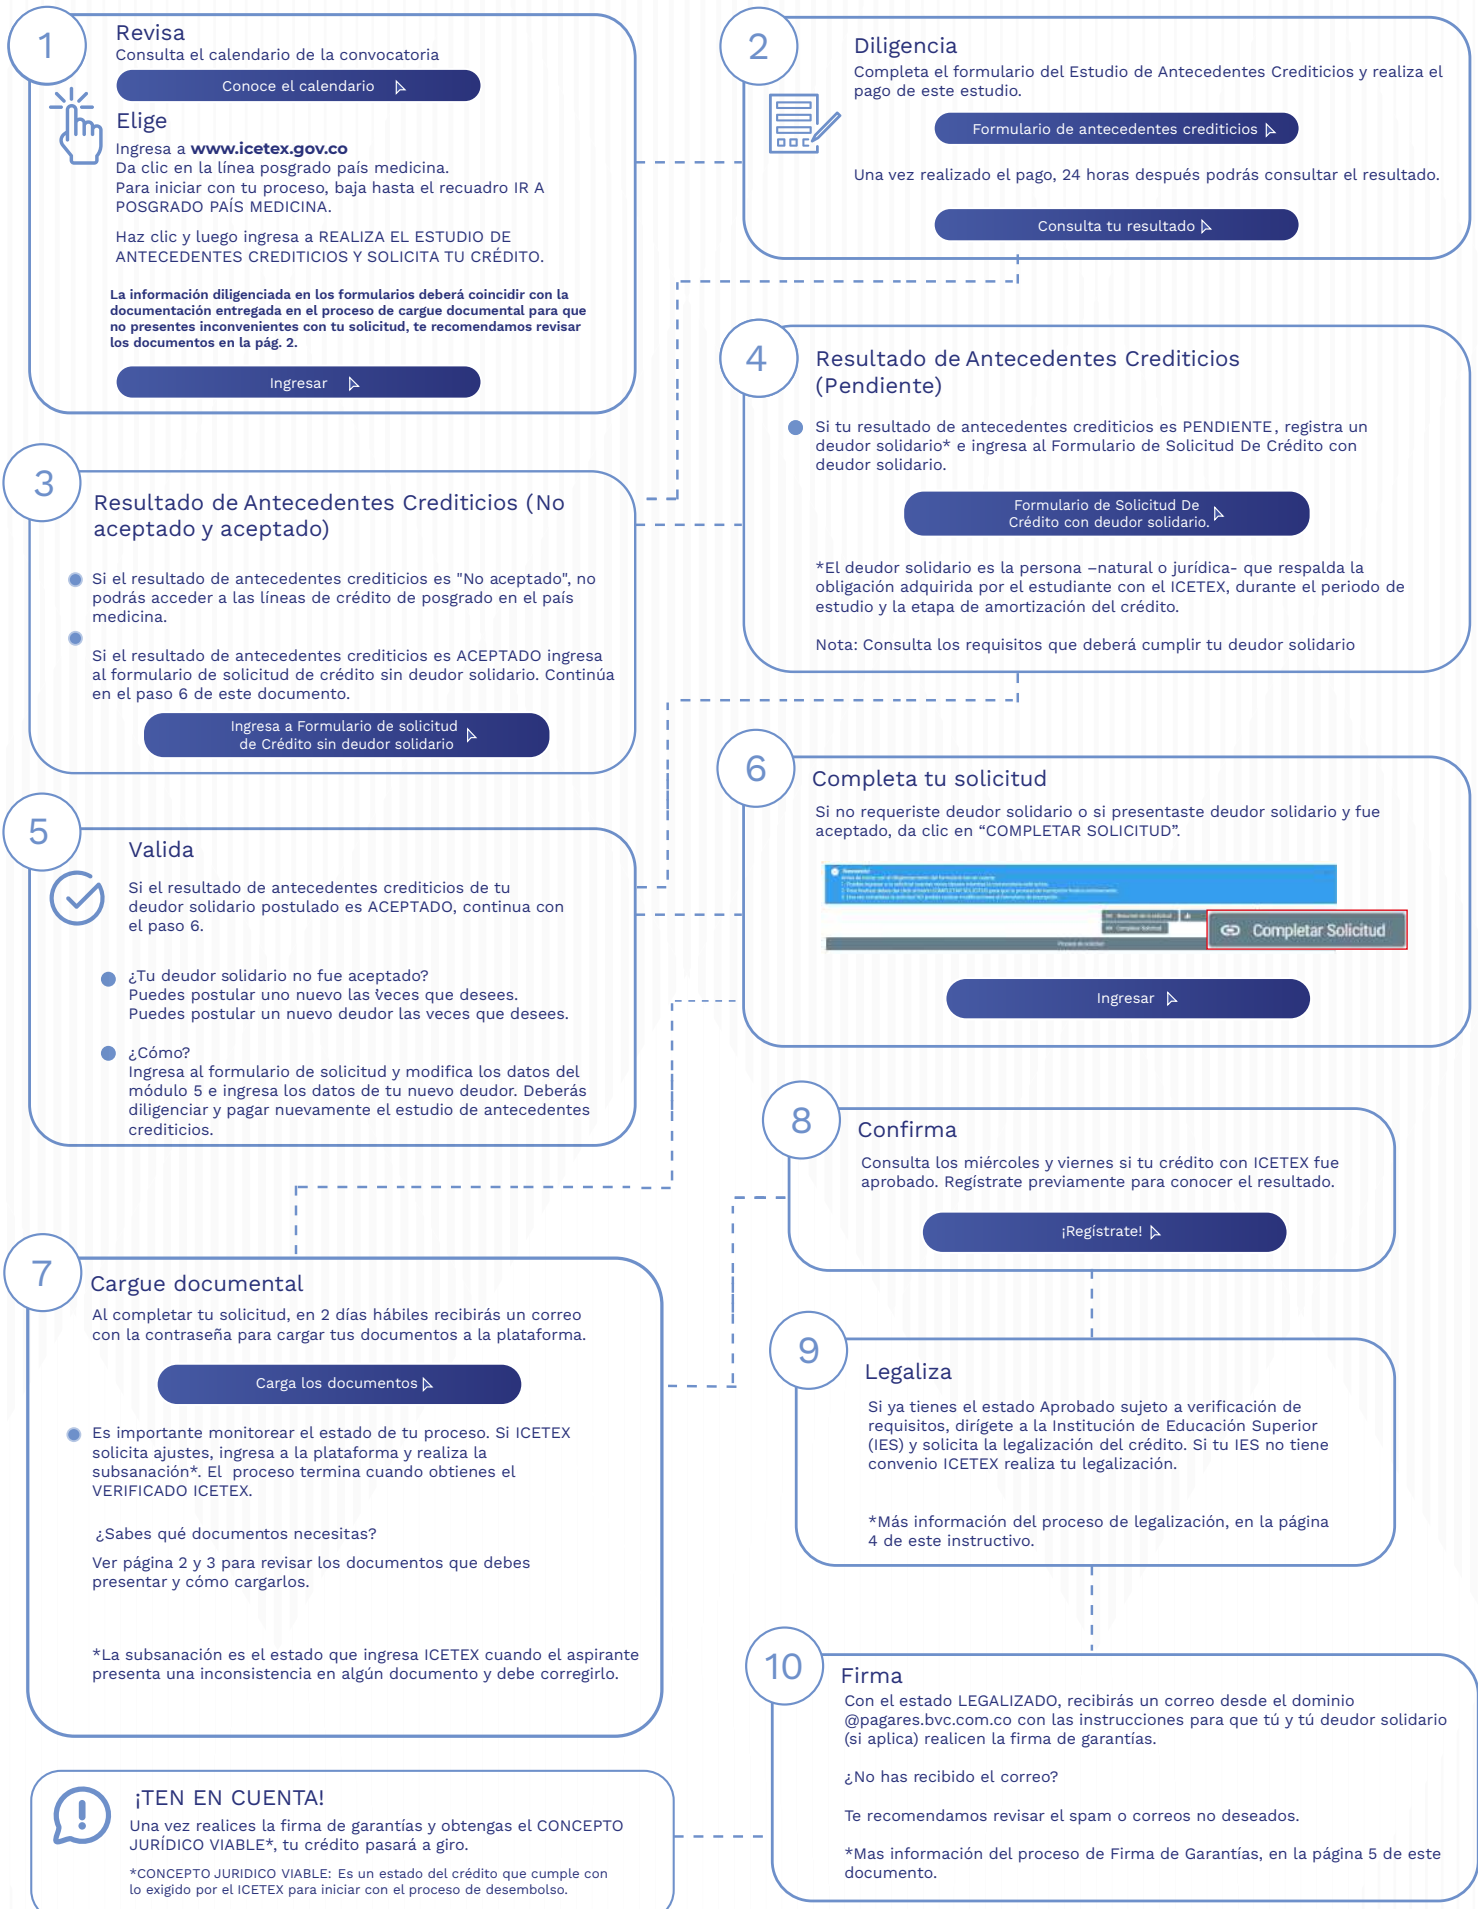 1
Revisa
Consulta el calendario de la convocatoria
Conoce el calendario
Elige
Ingresa a www.icetex.gov.co
Da clic en la línea posgrado país medicina.
Para iniciar con tu proceso, baja hasta el recuadro IR A
POSGRADO PAÍS MEDICINA.
Haz clic y luego ingresa a REALIZA EL ESTUDIO DE
ANTECEDENTES CREDITICIOS Y SOLICITA TU CRÉDITO.
La información diligenciada en los formularios deberá coincidir con la
documentación entregada en el proceso de cargue documental para que
no presentes inconvenientes con tu solicitud, te recomendamos revisar
los documentos en la pág. 2.
Ingresar
2
Diligencia
Completa el formulario del Estudio de Antecedentes Crediticios y realiza el
pago de este estudio.
Formulario de antecedentes crediticios
Una vez realizado el pago, 24 horas después podrás consultar el resultado.
Consulta tu resultado
3
Resultado de Antecedentes Crediticios (No
aceptado y aceptado)
Si el resultado de antecedentes crediticios es "No aceptado", no
podrás acceder a las líneas de crédito de posgrado en el país
medicina.
Si el resultado de antecedentes crediticios es ACEPTADO ingresa
al formulario de solicitud de crédito sin deudor solidario. Continúa
en el paso 6 de este documento.
Ingresa a Formulario de solicitud
de Crédito sin deudor solidario
4
Resultado de Antecedentes Crediticios
(Pendiente)
Si tu resultado de antecedentes crediticios es PENDIENTE, registra un
deudor solidario* e ingresa al Formulario de Solicitud De Crédito con
deudor solidario.
Formulario de Solicitud De
Crédito con deudor solidario.
*El deudor solidario es la persona –natural o jurídica- que respalda la
obligación adquirida por el estudiante con el ICETEX, durante el periodo de
estudio y la etapa de amortización del crédito.
Nota: Consulta los requisitos que deberá cumplir tu deudor solidario
5
Valida
Si el resultado de antecedentes crediticios de tu
deudor solidario postulado es ACEPTADO, continua con
el paso 6.
¿Tu deudor solidario no fue aceptado?
Puedes postular uno nuevo las veces que desees.
Puedes postular un nuevo deudor las veces que desees.
¿Cómo?
Ingresa al formulario de solicitud y modifica los datos del
módulo 5 e ingresa los datos de tu nuevo deudor. Deberás
diligenciar y pagar nuevamente el estudio de antecedentes
crediticios.
6
Completa tu solicitud
Si no requeriste deudor solidario o si presentaste deudor solidario y fue
aceptado, da clic en “COMPLETAR SOLICITUD”.
Completar Solicitud
Ingresar
7
Cargue documental
Al completar tu solicitud, en 2 días hábiles recibirás un correo
con la contraseña para cargar tus documentos a la plataforma.
Carga los documentos
Es importante monitorear el estado de tu proceso. Si ICETEX
solicita ajustes, ingresa a la plataforma y realiza la
subsanación*. El proceso termina cuando obtienes el
VERIFICADO ICETEX.
¿Sabes qué documentos necesitas?
Ver página 2 y 3 para revisar los documentos que debes
presentar y cómo cargarlos.
*La subsanación es el estado que ingresa ICETEX cuando el aspirante
presenta una inconsistencia en algún documento y debe corregirlo.
8
Confirma
Consulta los miércoles y viernes si tu crédito con ICETEX fue
aprobado. Regístrate previamente para conocer el resultado.
¡Regístrate!
9
Legaliza
Si ya tienes el estado Aprobado sujeto a verificación de
requisitos, dirígete a la Institución de Educación Superior
(IES) y solicita la legalización del crédito. Si tu IES no tiene
convenio ICETEX realiza tu legalización.
*Más información del proceso de legalización, en la página
4 de este instructivo.
10
Firma
Con el estado LEGALIZADO, recibirás un correo desde el dominio
@pagares.bvc.com.co con las instrucciones para que tú y tú deudor solidario
(si aplica) realicen la firma de garantías.
¿No has recibido el correo?
Te recomendamos revisar el spam o correos no deseados.
*Mas información del proceso de Firma de Garantías, en la página 5 de este
documento.
¡TEN EN CUENTA!
Una vez realices la firma de garantías y obtengas el CONCEPTO
JURÍDICO VIABLE*, tu crédito pasará a giro.
*CONCEPTO JURIDICO VIABLE: Es un estado del crédito que cumple con
lo exigido por el ICETEX para iniciar con el proceso de desembolso.